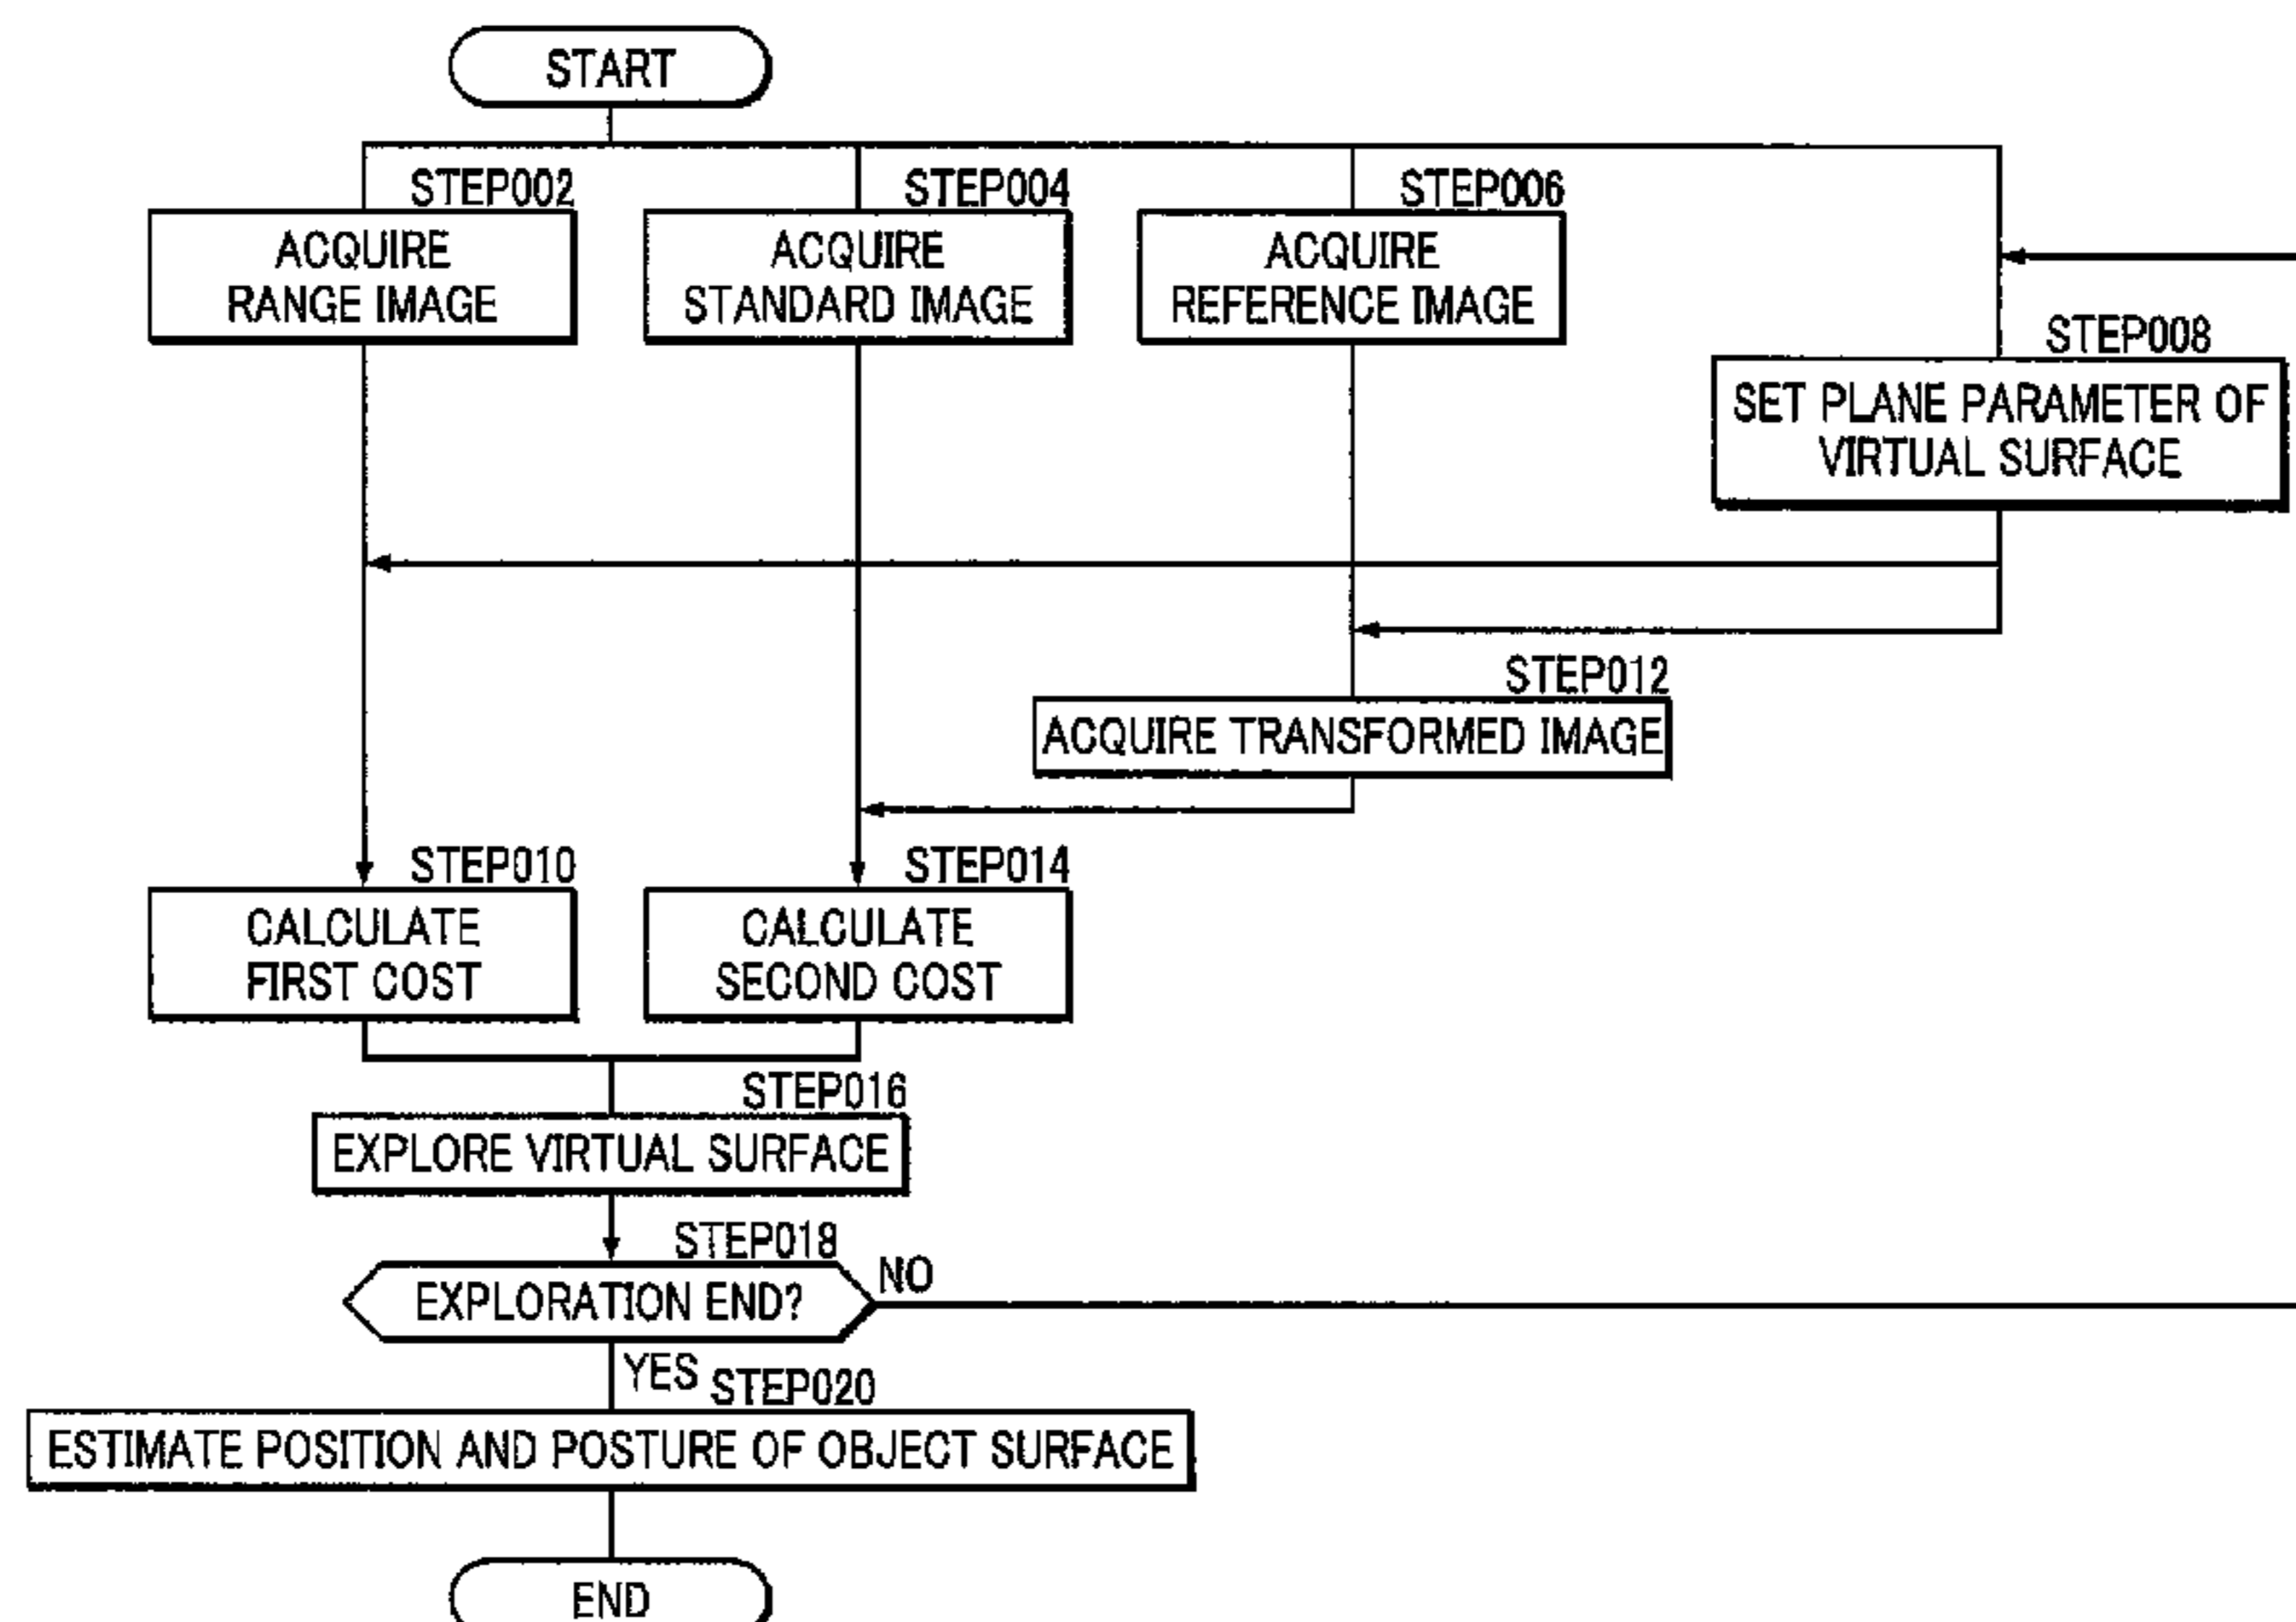 START
STEP002
ACQUIRE
RANGE IMAGE
STEP004
ACQUIRE
STANDARD IMAGE
STEP006
ACQUIRE
REFERENCE IMAGE
STEP008
SET PLANE PARAMETER OF
VIRTUAL SURFACE
STEP012
ACQUIRE TRANSFORMED IMAGE
STEP010
CALCULATE
FIRST COST
STEP014
CALCULATE
SECOND COST
STEP016
EXPLORE VIRTUAL SURFACE
STEP018
EXPLORATION END?
NO
YES
STEP020
ESTIMATE POSITION AND POSTURE OF OBJECT SURFACE
END